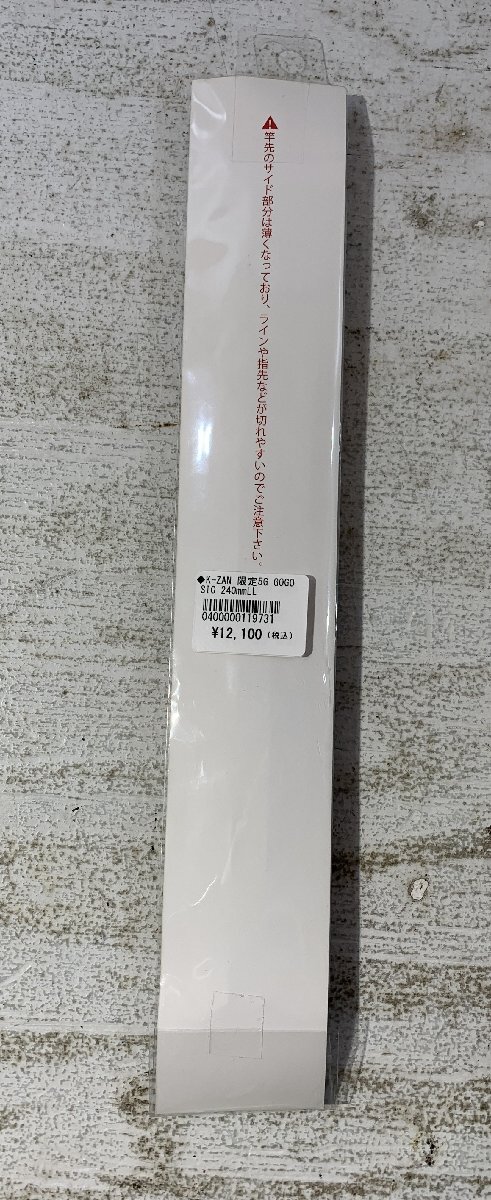 ⚠竿先のサイド部分は薄くなっており、ラインや指先などが切れやすいのでご注意下さい。
◆K-ZAN 限定5G GOGO
SIC 240mmLL
0400000119731
¥12,100(税込)